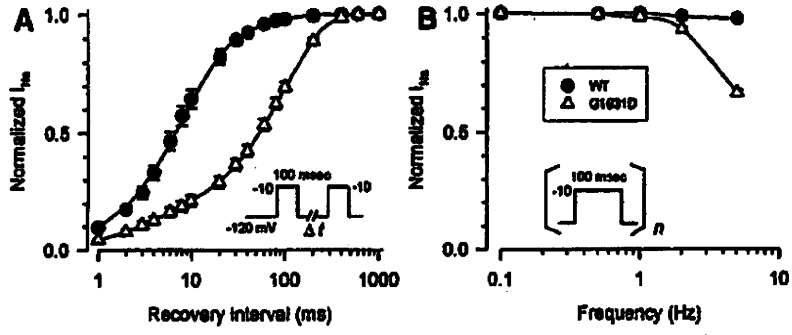 A
B
Normalized I_Na
1.0
0.5
0.0
100 msec
-10
-10
-120 mV
Δt
1
10
100
1000
Recovery interval (ms)
Normalized I_Na
1.0
0.5
0.0
WT
G1631D
100 msec
-10
n
0.1
1
10
Frequency (Hz)